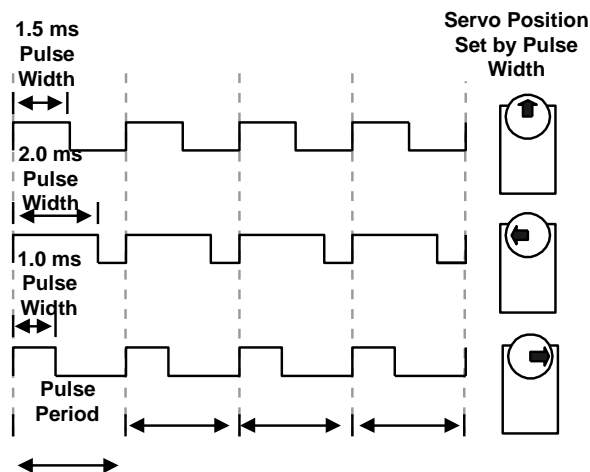 1.5 ms
Pulse
Width
Servo Position
Set by Pulse
Width
2.0 ms
Pulse
Width
1.0 ms
Pulse
Width
Pulse
Period